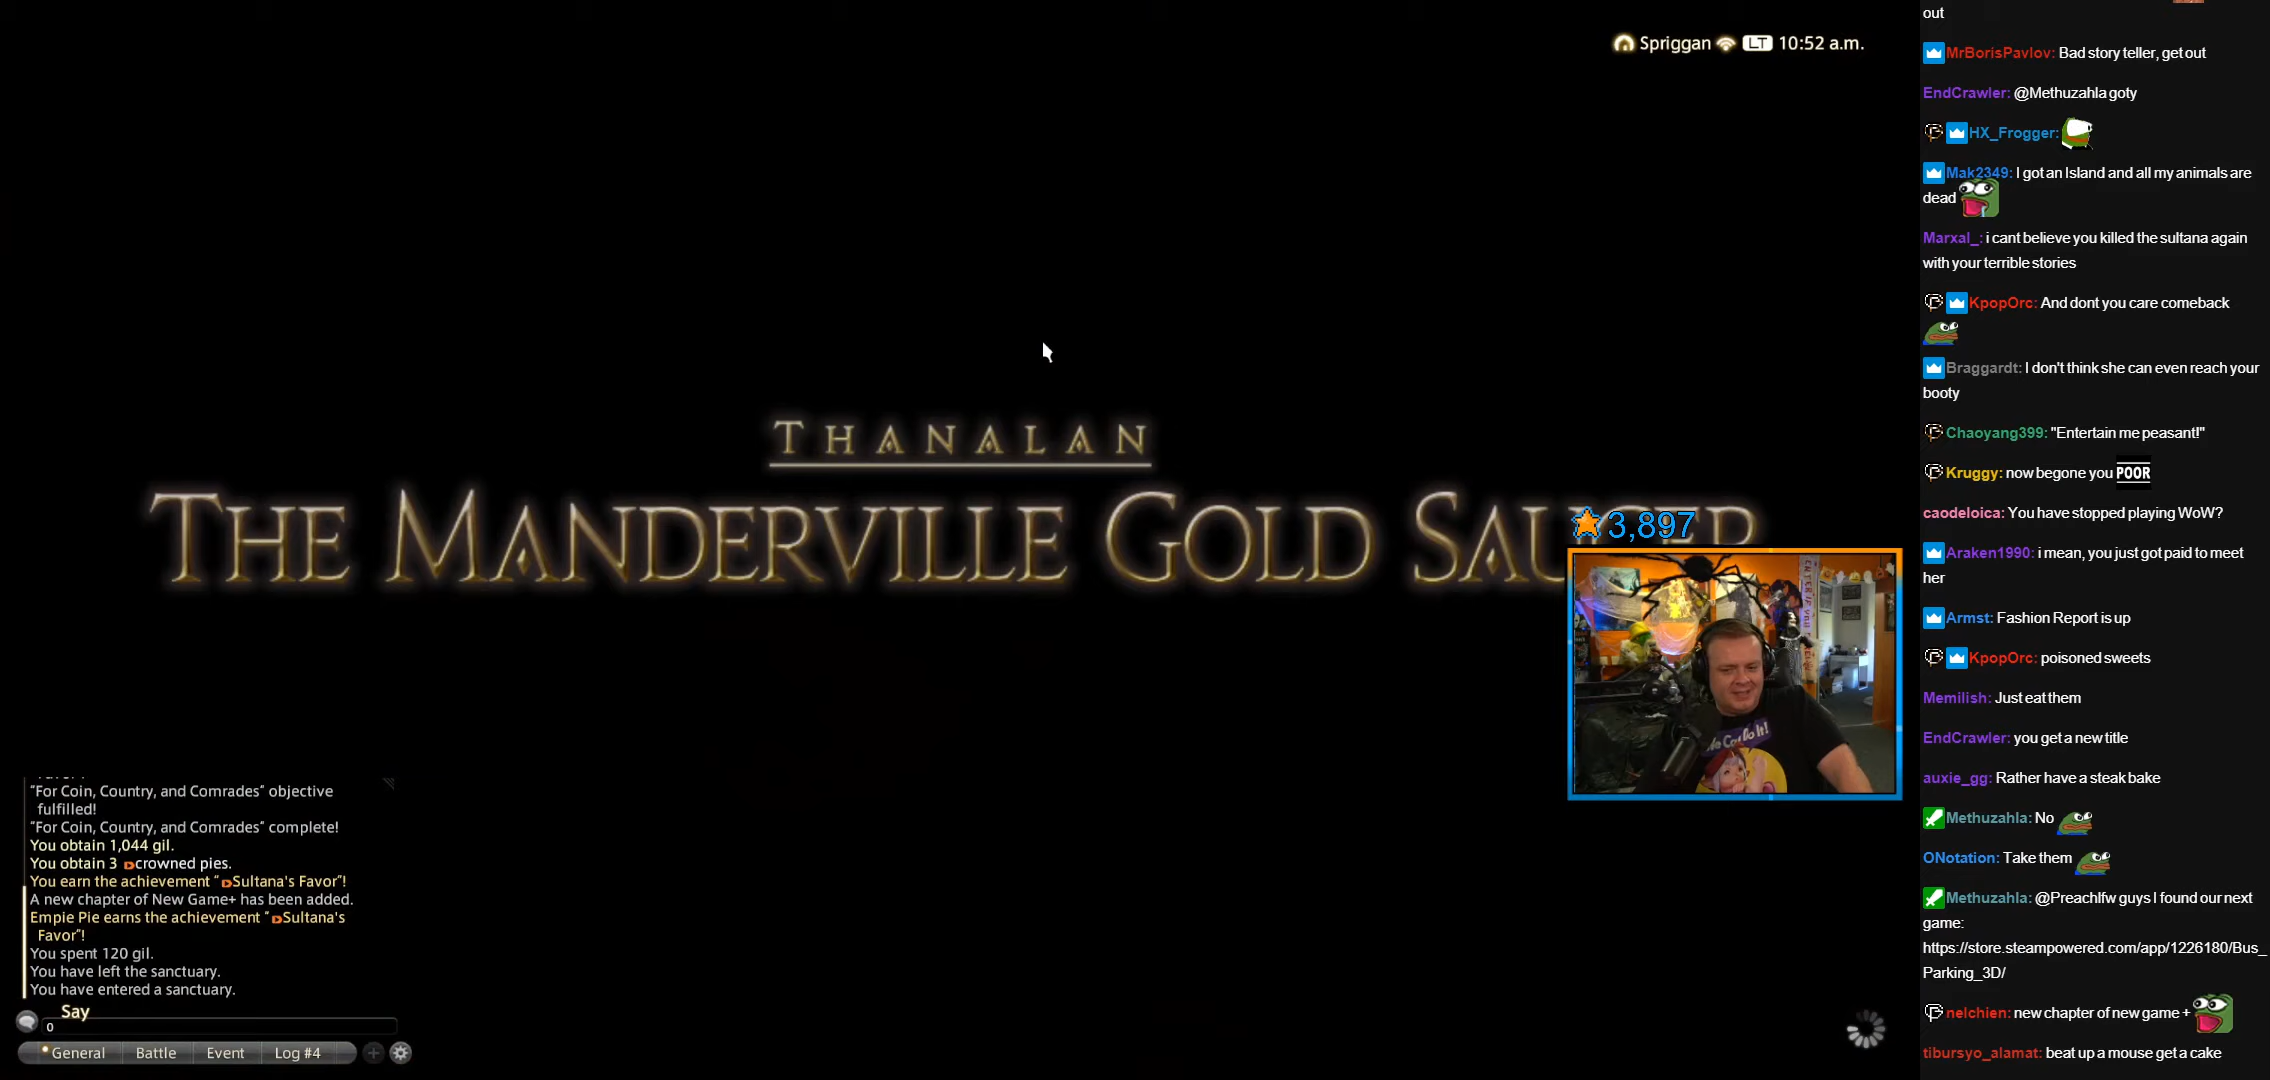 Spriggan LT 10:52 a.m.
THANALAN
THE MANDERVILLE GOLD SAUCER
3,897
We Can Do It!
"For Coin, Country, and Comrades" objective
fulfilled!
"For Coin, Country, and Comrades" complete!
You obtain 1,044 gil.
You obtain 3 crowned pies.
You earn the achievement "Sultana's Favor"!
A new chapter of New Game+ has been added.
Empie Pie earns the achievement "Sultana's
Favor"!
You spent 120 gil.
You have left the sanctuary.
You have entered a sanctuary.
Say
0
General Battle Event Log #4
out
MrBorisPavlov: Bad story teller, get out
EndCrawler: @Methuzahla goty
HX_Frogger:
Mak2349: I got an Island and all my animals are
dead
Marxal_: i cant believe you killed the sultana again
with your terrible stories
KpopOrc: And dont you care comeback
Braggardt: I don't think she can even reach your
booty
Chaoyang399: "Entertain me peasant!"
Kruggy: now begone you POOR
caodeloica: You have stopped playing WoW?
Araken1990: i mean, you just got paid to meet
her
Armst: Fashion Report is up
KpopOrc: poisoned sweets
Memilish: Just eat them
EndCrawler: you get a new title
auxie_gg: Rather have a steak bake
Methuzahla: No
ONotation: Take them
Methuzahla: @Preachlfw guys I found our next
game:
https://store.steampowered.com/app/1226180/Bus_
Parking_3D/
nelchien: new chapter of new game +
tibursyo_alamat: beat up a mouse get a cake